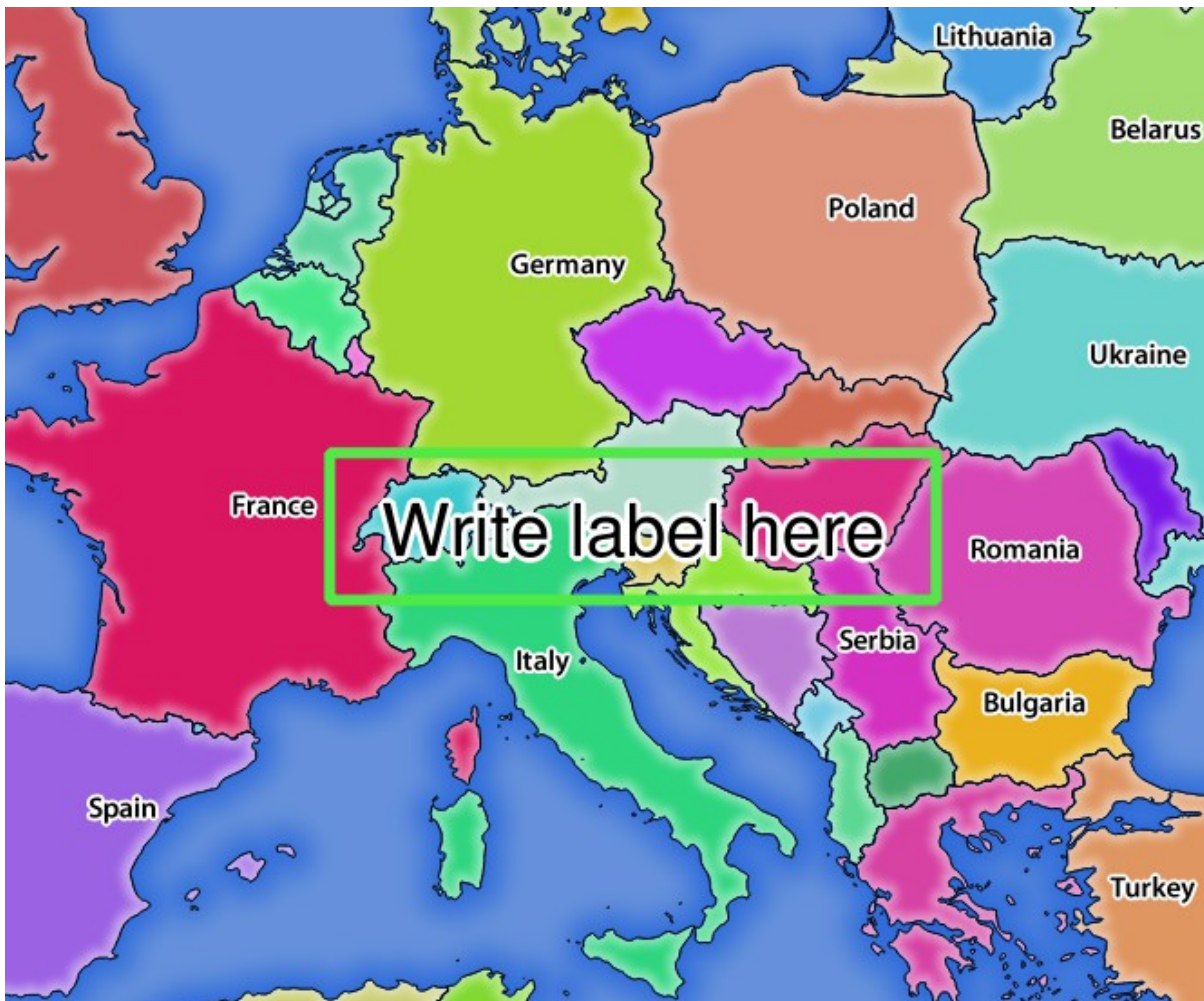 Lithuania
Belarus
Poland
Germany
Ukraine
France
Write label here
Romania
Serbia
Italy
Bulgaria
Spain
Turkey